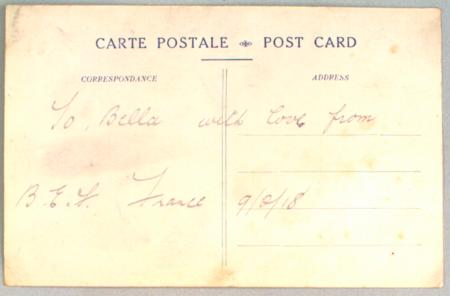 CARTE POSTALE POST CARD
CORRESPONDANCE
ADDRESS
To Bella with love from
B.E.F. France 9/8/18